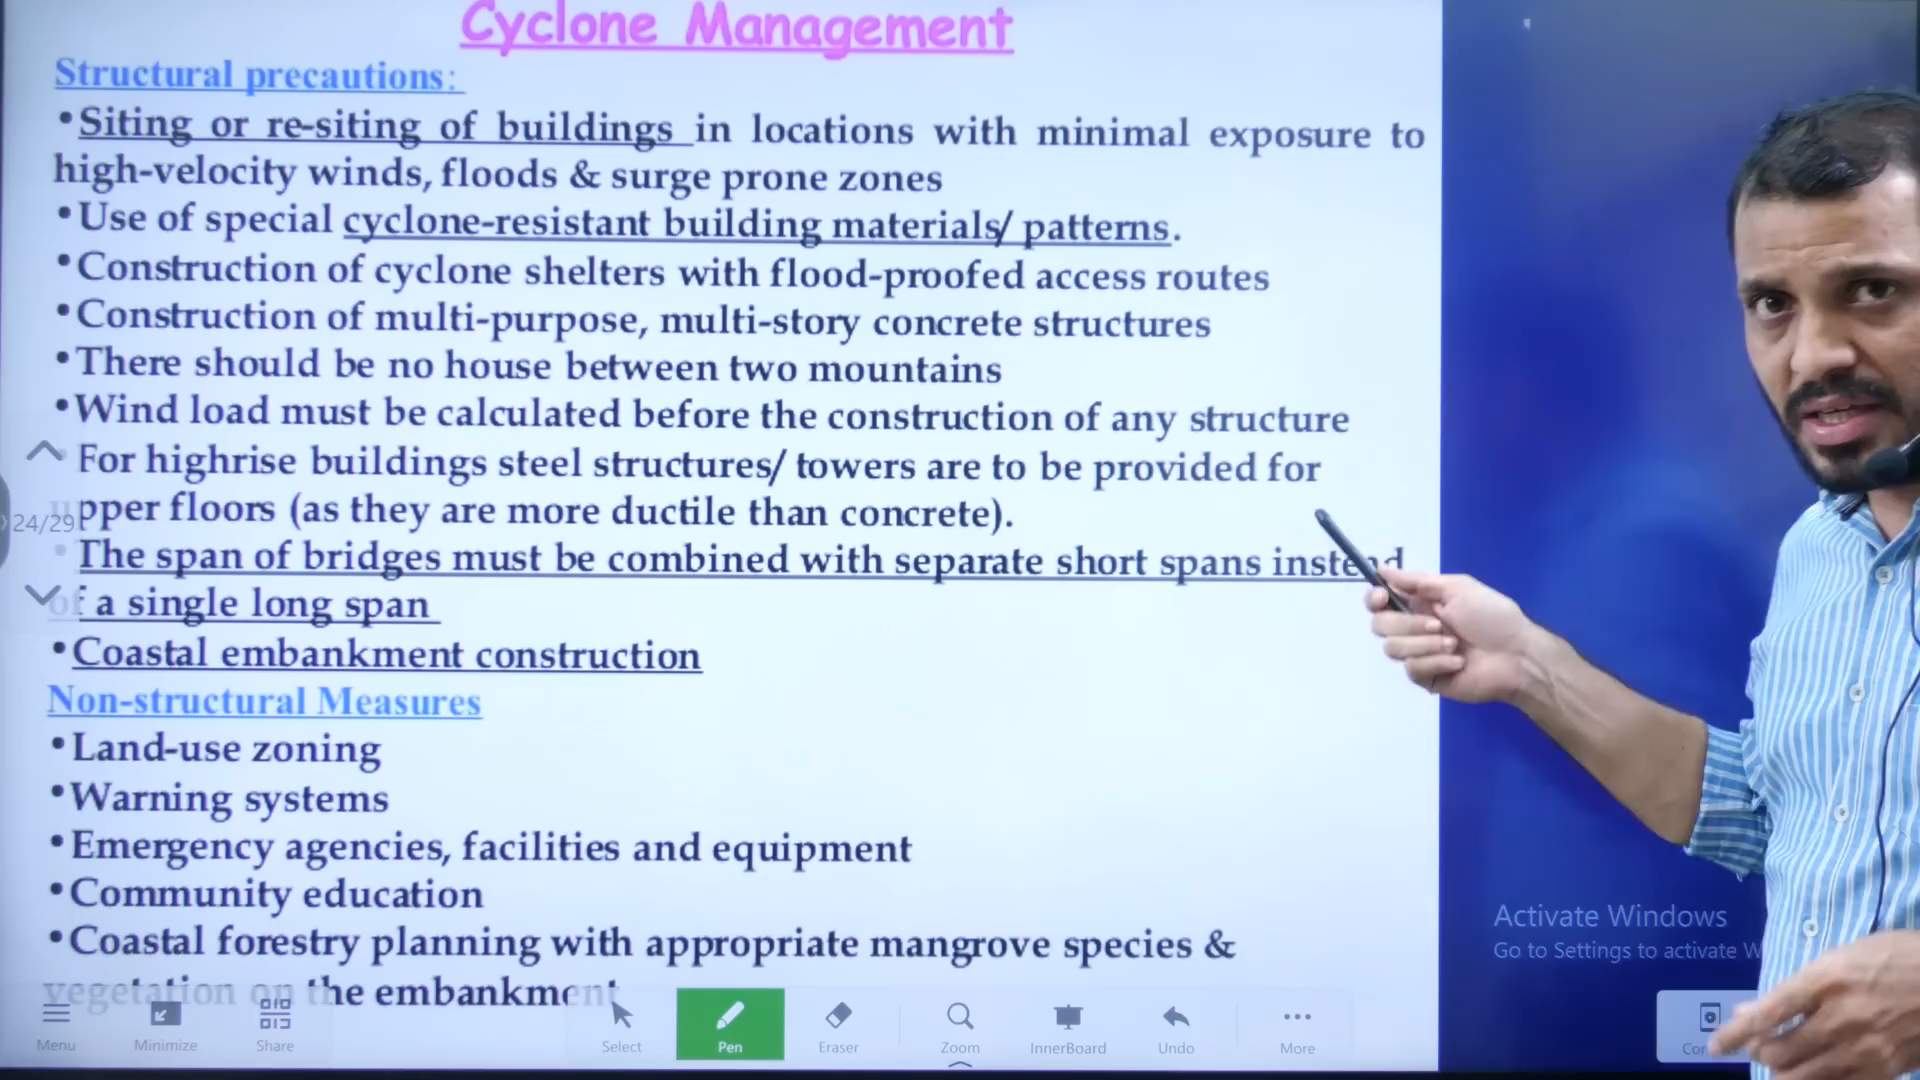 Cyclone Management
Structural precautions:
•Siting or re-siting of buildings in locations with minimal exposure to
high-velocity winds, floods & surge prone zones
•Use of special cyclone-resistant building materials/ patterns.
•Construction of cyclone shelters with flood-proofed access routes
•Construction of multi-purpose, multi-story concrete structures
•There should be no house between two mountains
•Wind load must be calculated before the construction of any structure
For highrise buildings steel structures/ towers are to be provided for
upper floors (as they are more ductile than concrete).
24/29
•The span of bridges must be combined with separate short spans instead
of a single long span
•Coastal embankment construction
Non-structural Measures
•Land-use zoning
•Warning systems
•Emergency agencies, facilities and equipment
•Community education
•Coastal forestry planning with appropriate mangrove species &
vegetation on the embankment
Activate Windows
Go to Settings to activate W
Menu
Minimize
Share
Select
Pen
Eraser
Zoom
InnerBoard
Undo
More